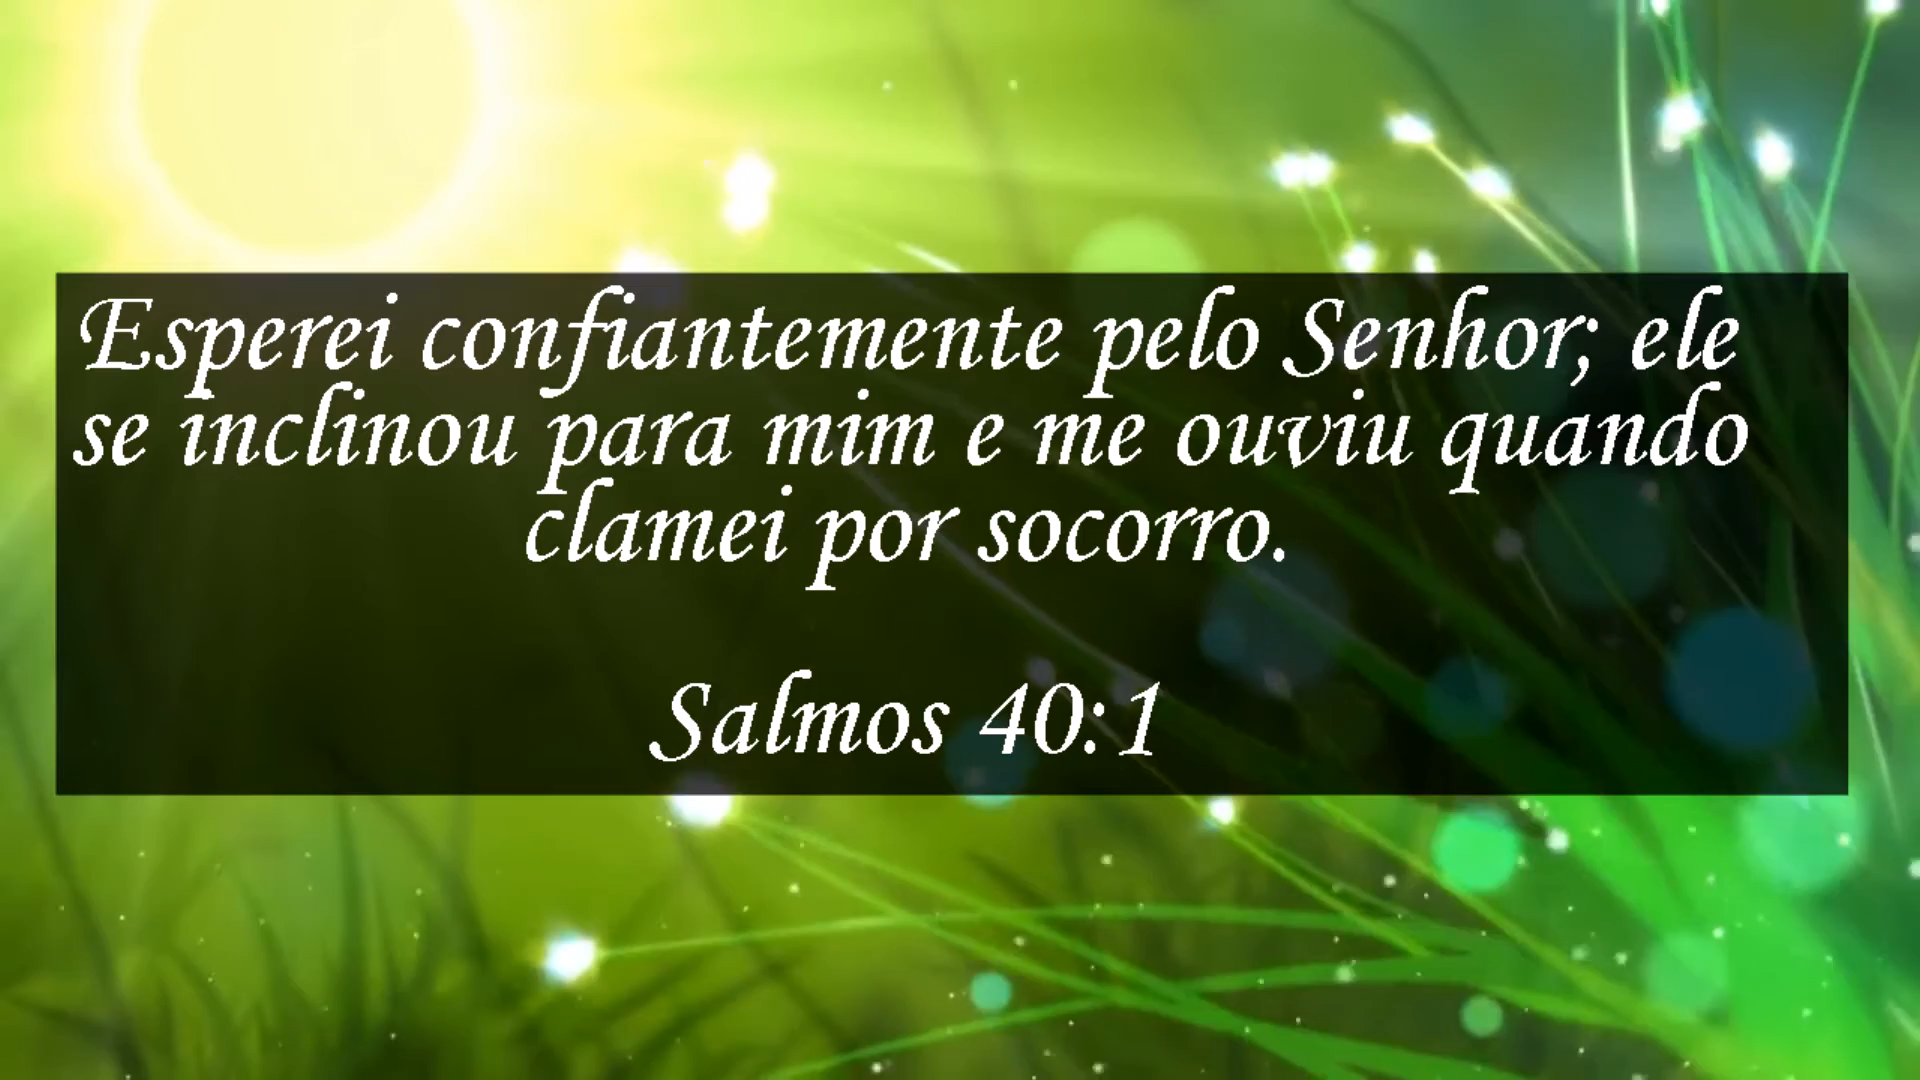 Esperei confiantemente pelo Senhor; ele
se inclinou para mim e me ouviu quando
clamei por socorro.
Salmos 40:1